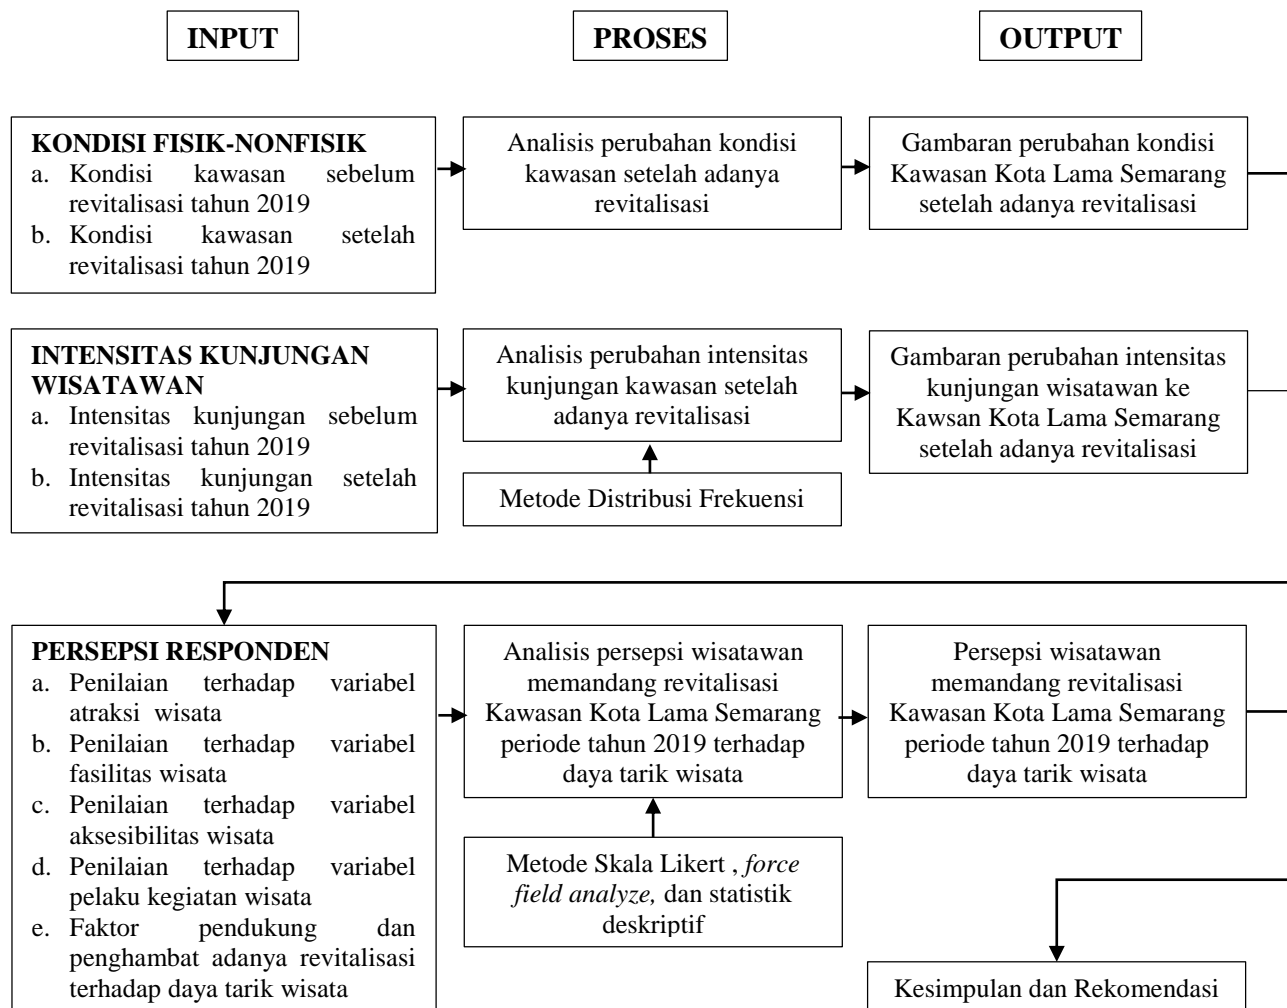 INPUT
PROSES
OUTPUT
KONDISI FISIK-NONFISIK
a. Kondisi kawasan sebelum
revitalisasi tahun 2019
b. Kondisi kawasan setelah
revitalisasi tahun 2019
Analisis perubahan kondisi
kawasan setelah adanya
revitalisasi
Gambaran perubahan kondisi
Kawasan Kota Lama Semarang
setelah adanya revitalisasi
INTENSITAS KUNJUNGAN
WISATAWAN
a. Intensitas kunjungan sebelum
revitalisasi tahun 2019
b. Intensitas kunjungan setelah
revitalisasi tahun 2019
Analisis perubahan intensitas
kunjungan kawasan setelah
adanya revitalisasi
Metode Distribusi Frekuensi
Gambaran perubahan intensitas
kunjungan wisatawan ke
Kawsan Kota Lama Semarang
setelah adanya revitalisasi
PERSEPSI RESPONDEN
a. Penilaian terhadap variabel
atraksi wisata
b. Penilaian terhadap variabel
fasilitas wisata
c. Penilaian terhadap variabel
aksesibilitas wisata
d. Penilaian terhadap variabel
pelaku kegiatan wisata
e. Faktor pendukung dan
penghambat adanya revitalisasi
terhadap daya tarik wisata
Analisis persepsi wisatawan
memandang revitalisasi
Kawasan Kota Lama Semarang
periode tahun 2019 terhadap
daya tarik wisata
Metode Skala Likert , force
field analyze, dan statistik
deskriptif
Persepsi wisatawan
memandang revitalisasi
Kawasan Kota Lama Semarang
periode tahun 2019 terhadap
daya tarik wisata
Kesimpulan dan Rekomendasi